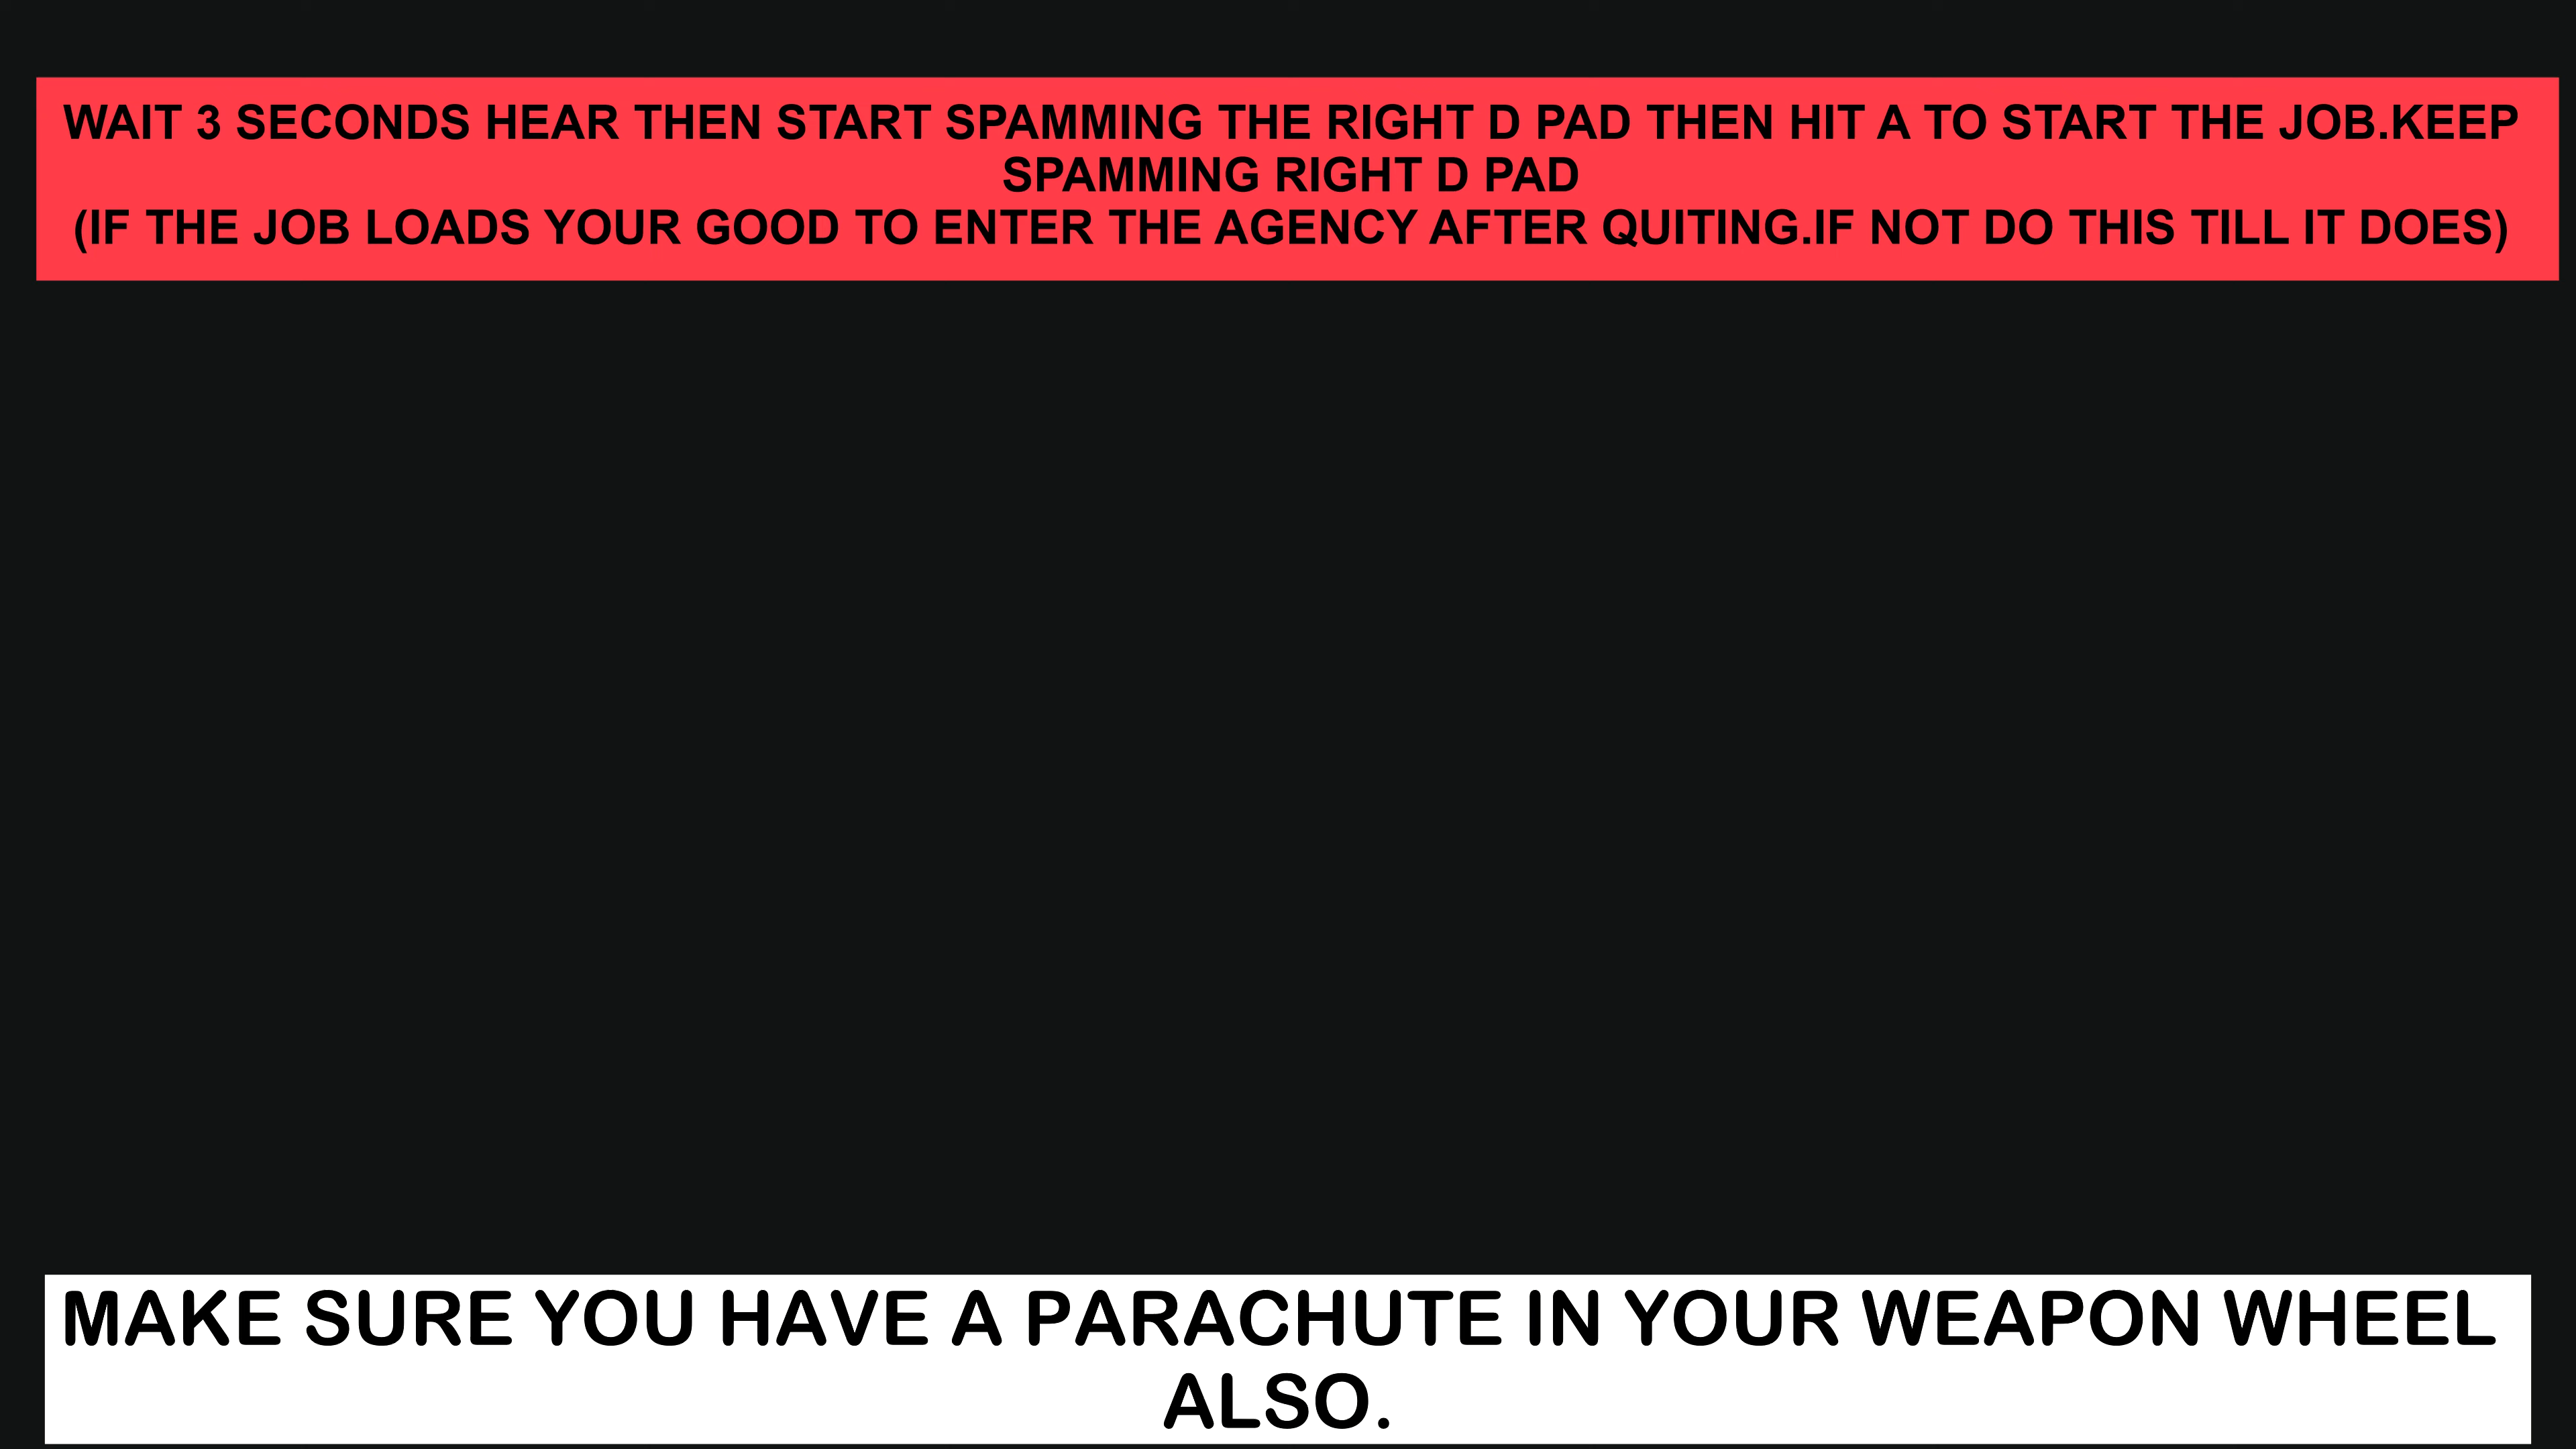 WAIT 3 SECONDS HEAR THEN START SPAMMING THE RIGHT D PAD THEN HIT A TO START THE JOB.KEEP
SPAMMING RIGHT D PAD
(IF THE JOB LOADS YOUR GOOD TO ENTER THE AGENCY AFTER QUITING.IF NOT DO THIS TILL IT DOES)
MAKE SURE YOU HAVE A PARACHUTE IN YOUR WEAPON WHEEL
ALSO.